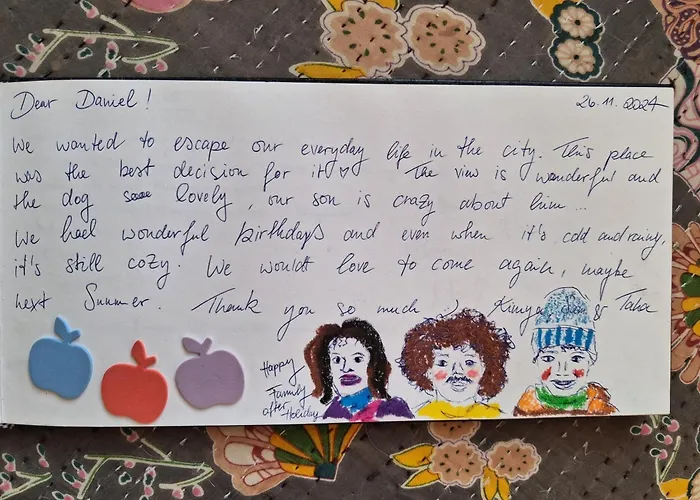 Dear Daniel! 26.11.2024
We wanted to escape our everyday life in the city. This place
was the best decision for it ♡ The view is wonderful and
the dog lovely, our son is crazy about him...
We had wonderful birthdays and even when it's cold and rainy,
it's still cozy. We would love to come again, maybe
next Summer. Thank you so much :) Kimya, & Taha
Happy
Family
after
Holiday